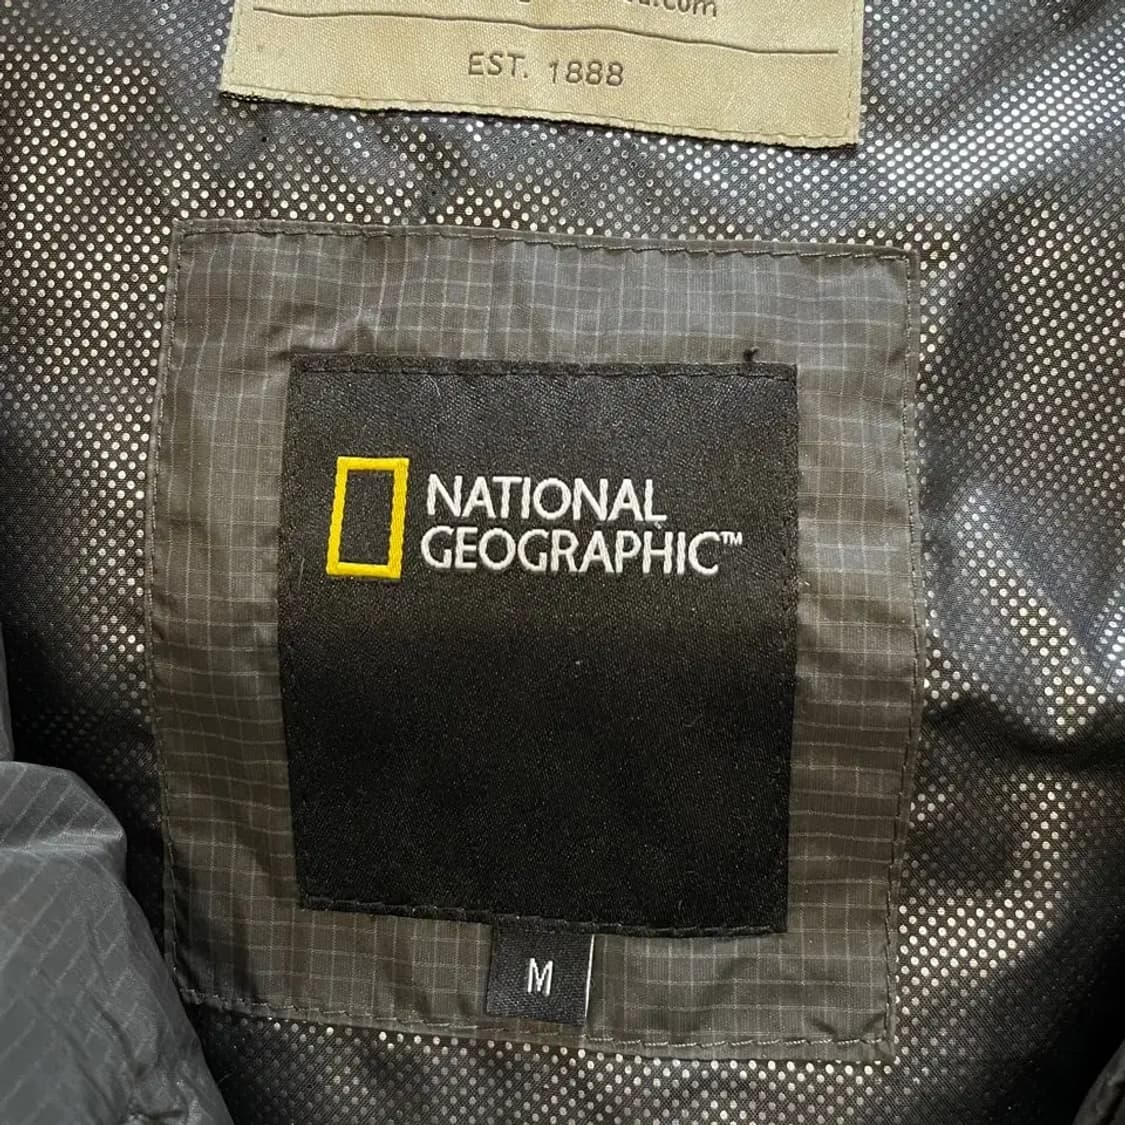 EST. 1888
NATIONAL
GEOGRAPHIC™
M